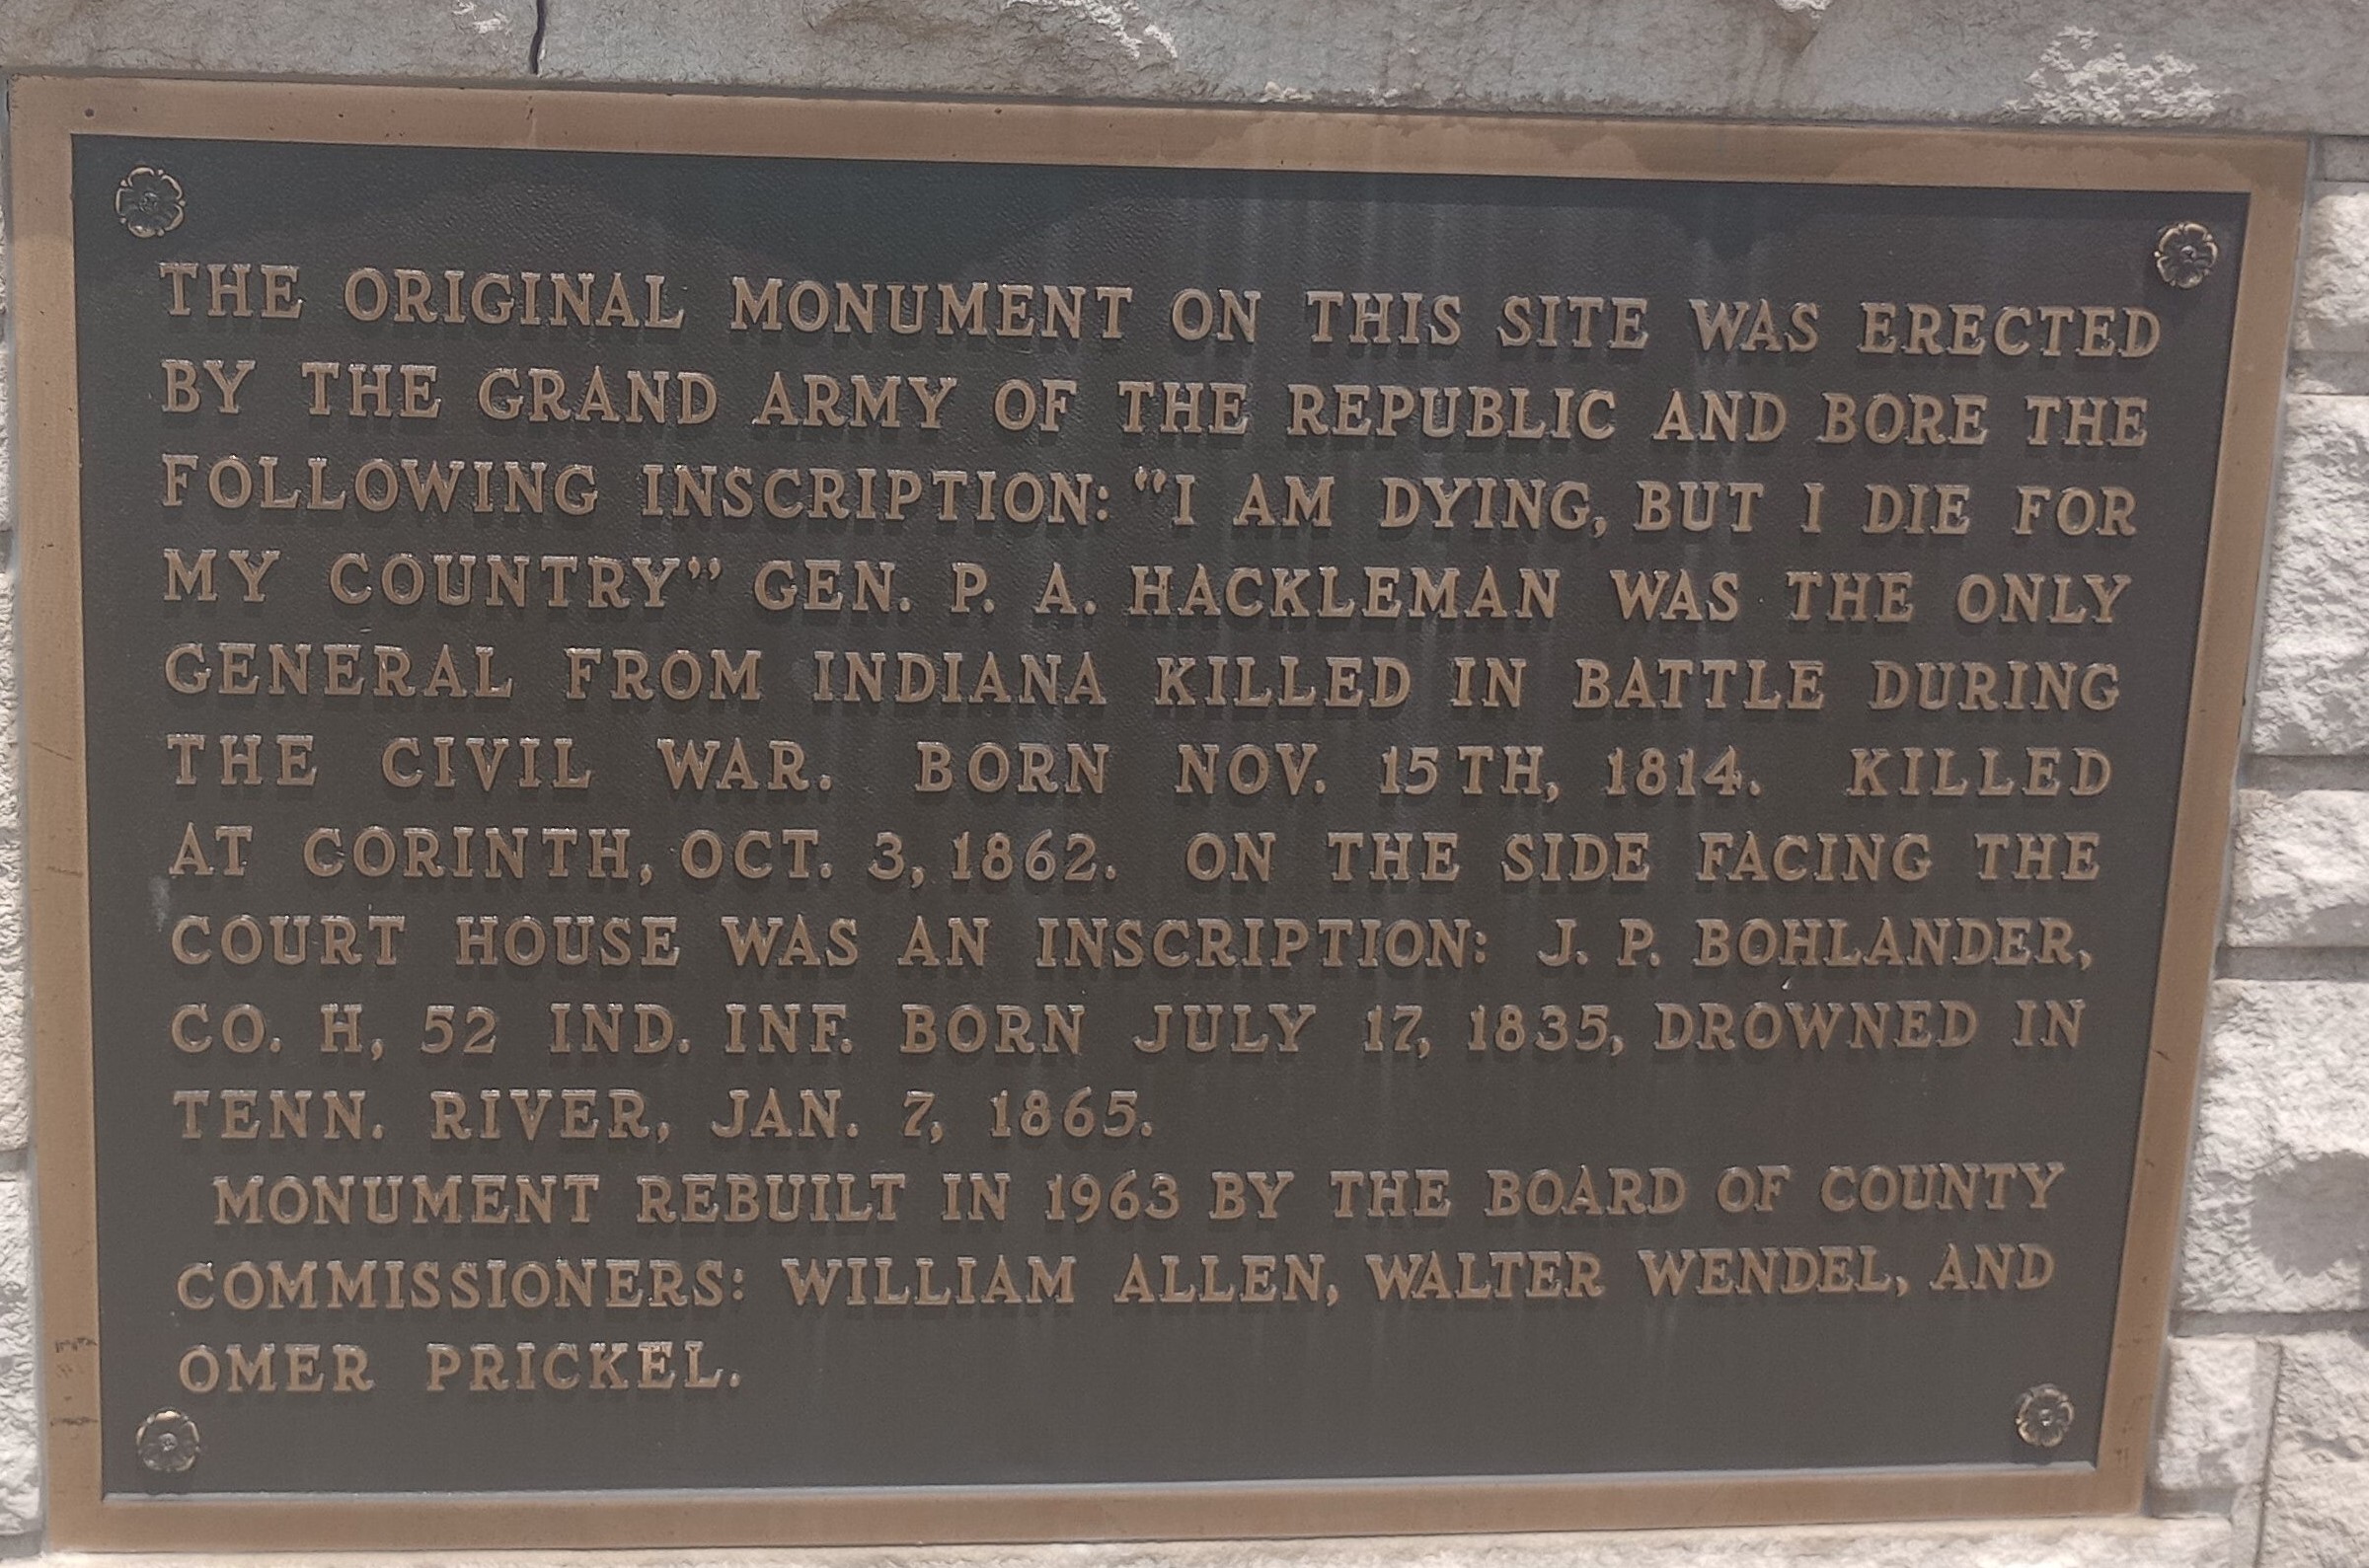 THE ORIGINAL MONUMENT ON THIS SITE WAS ERECTED
BY THE GRAND ARMY OF THE REPUBLIC AND BORE THE
FOLLOWING INSCRIPTION: "I AM DYING, BUT I DIE FOR
MY COUNTRY" GEN. P. A. HACKLEMAN WAS THE ONLY
GENERAL FROM INDIANA KILLED IN BATTLE DURING
THE CIVIL WAR. BORN NOV. 15TH, 1814. KILLED
AT CORINTH, OCT. 3, 1862. ON THE SIDE FACING THE
COURT HOUSE WAS AN INSCRIPTION: J. P. BOHLANDER,
CO. H, 52 IND. INF. BORN JULY 17, 1835, DROWNED IN
TENN. RIVER, JAN. 7, 1865.
MONUMENT REBUILT IN 1963 BY THE BOARD OF COUNTY
COMMISSIONERS: WILLIAM ALLEN, WALTER WENDEL, AND
OMER PRICKEL.